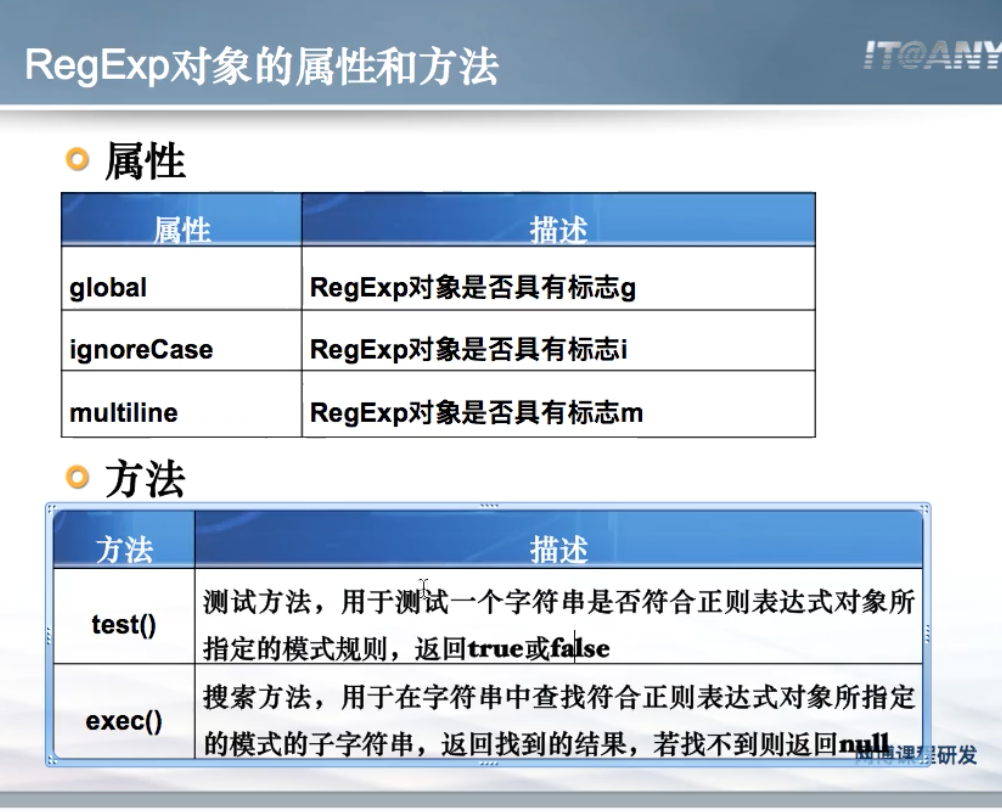 RegExp对象的属性和方法
IT@ANY
属性
属性 描述
global RegExp对象是否具有标志g
ignoreCase RegExp对象是否具有标志i
multiline RegExp对象是否具有标志m
方法
方法 描述
test() 测试方法，用于测试一个字符串是否符合正则表达式对象所
指定的模式规则，返回true或false
exec() 搜索方法，用于在字符串中查找符合正则表达式对象所指定
的模式的子字符串，返回找到的结果，若找不到则返回null
网博课程研发